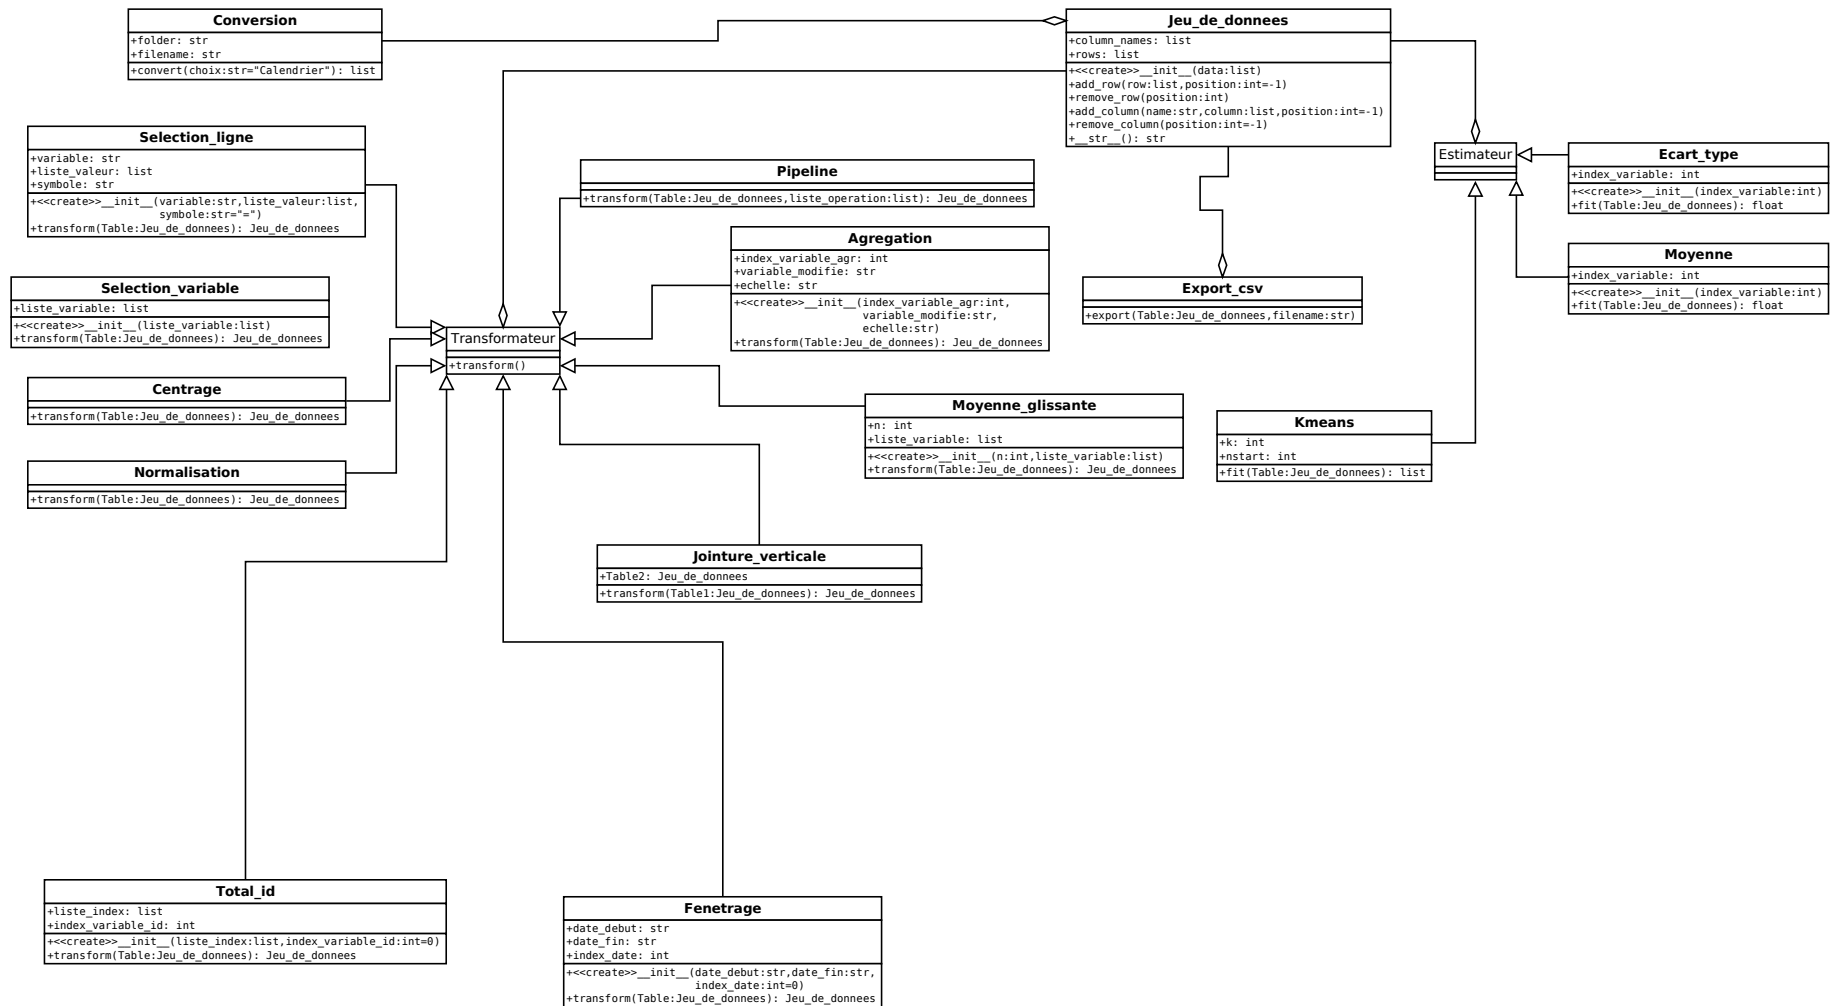 Conversion
+folder: str
+filename: str
+convert(choix:str="Calendrier"): list
Jeu_de_donnees
+column_names: list
+rows: list
+<<create>>__init__(data:list)
+add_row(row:list,position:int=-1)
+remove_row(position:int)
+add_column(name:str,column:list,position:int=-1)
+remove_column(position:int=-1)
+__str__(): str
Selection_ligne
+variable: str
+liste_valeur: list
+symbole: str
+<<create>>__init__(variable:str,liste_valeur:list,
symbole:str="=")
+transform(Table:Jeu_de_donnees): Jeu_de_donnees
Pipeline
+transform(Table:Jeu_de_donnees,liste_operation:list): Jeu_de_donnees
Estimateur
Ecart_type
+index_variable: int
+<<create>>__init__(index_variable:int)
+fit(Table:Jeu_de_donnees): float
Agregation
+index_variable_agr: int
+variable_modifie: str
+echelle: str
+<<create>>__init__(index_variable_agr:int,
variable_modifie:str,
echelle:str)
+transform(Table:Jeu_de_donnees): Jeu_de_donnees
Moyenne
+index_variable: int
+<<create>>__init__(index_variable:int)
+fit(Table:Jeu_de_donnees): float
Selection_variable
+liste_variable: list
+<<create>>__init__(liste_variable:list)
+transform(Table:Jeu_de_donnees): Jeu_de_donnees
Export_csv
+export(Table:Jeu_de_donnees,filename:str)
Transformateur
+transform()
Centrage
+transform(Table:Jeu_de_donnees): Jeu_de_donnees
Moyenne_glissante
+n: int
+liste_variable: list
+<<create>>__init__(n:int,liste_variable:list)
+transform(Table:Jeu_de_donnees): Jeu_de_donnees
Kmeans
+k: int
+nstart: int
+fit(Table:Jeu_de_donnees): list
Normalisation
+transform(Table:Jeu_de_donnees): Jeu_de_donnees
Jointure_verticale
+Table2: Jeu_de_donnees
+transform(Table1:Jeu_de_donnees): Jeu_de_donnees
Total_id
+liste_index: list
+index_variable_id: int
+<<create>>__init__(liste_index:list,index_variable_id:int=0)
+transform(Table:Jeu_de_donnees): Jeu_de_donnees
Fenetrage
+date_debut: str
+date_fin: str
+index_date: int
+<<create>>__init__(date_debut:str,date_fin:str,
index_date:int=0)
+transform(Table:Jeu_de_donnees): Jeu_de_donnees